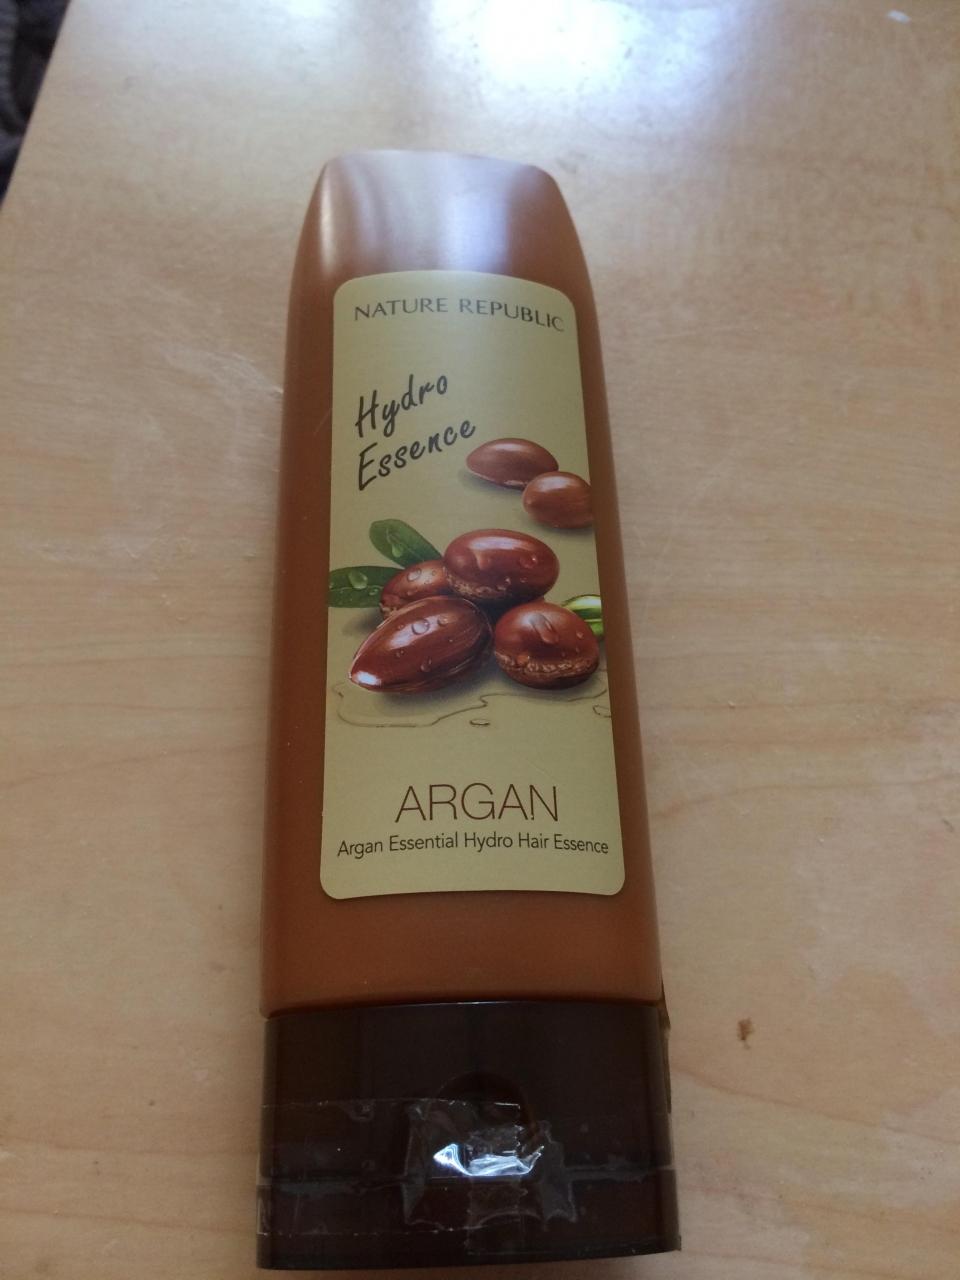 NATURE REPUBLIC
Hydro
Essence
ARGAN
Argan Essential Hydro Hair Essence